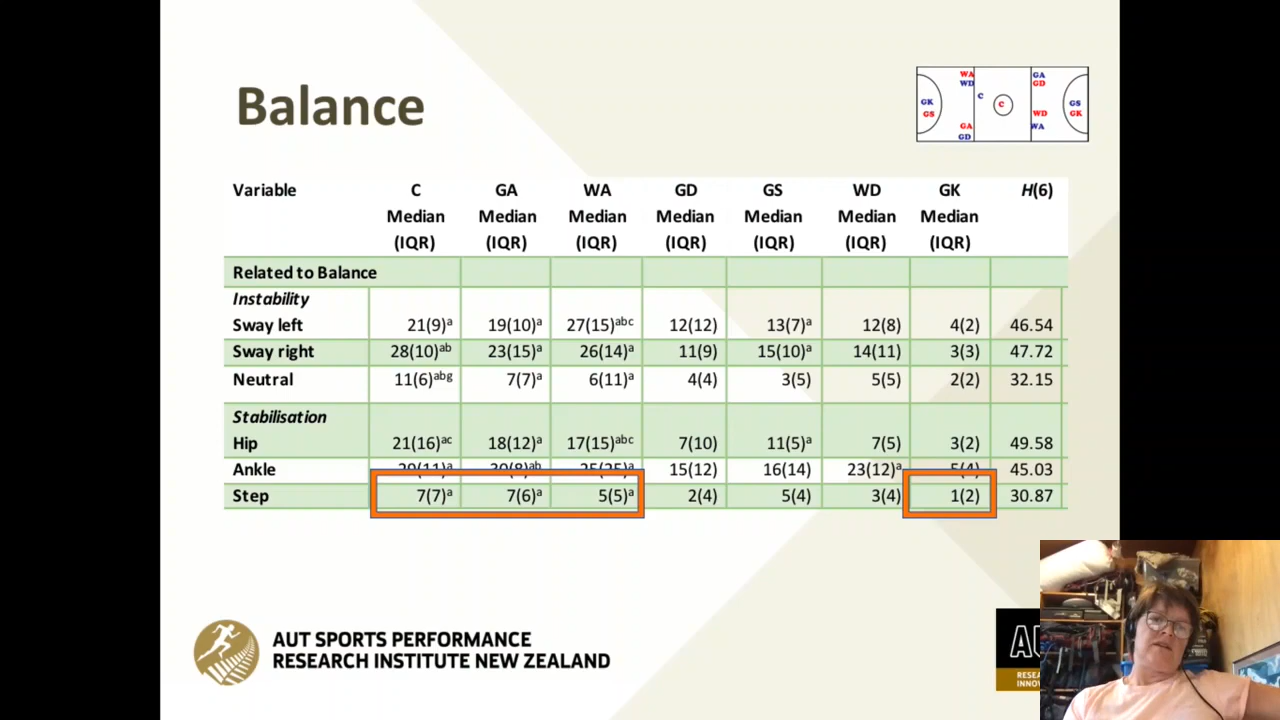 Balance
WA
WD
C
GK
GS
C
GA
GD
GA
GD
WD
WA
GS
GK
Variable C GA WA GD GS WD GK H(6)
Median Median Median Median Median Median Median
(IQR) (IQR) (IQR) (IQR) (IQR) (IQR) (IQR)
Related to Balance
Instability
Sway left 21(9)ᵃ 19(10)ᵃ 27(15)ᵃᵇᶜ 12(12) 13(7)ᵃ 12(8) 4(2) 46.54
Sway right 28(10)ᵃᵇ 23(15)ᵃ 26(14)ᵃ 11(9) 15(10)ᵃ 14(11) 3(3) 47.72
Neutral 11(6)ᵃᵇᵍ 7(7)ᵃ 6(11)ᵃ 4(4) 3(5) 5(5) 2(2) 32.15
Stabilisation
Hip 21(16)ᵃᶜ 18(12)ᵃ 17(15)ᵃᵇᶜ 7(10) 11(5)ᵃ 7(5) 3(2) 49.58
Ankle 15(12) 16(14) 23(12)ᵃ 45.03
Step 7(7)ᵃ 7(6)ᵃ 5(5)ᵃ 2(4) 5(4) 3(4) 1(2) 30.87
AUT SPORTS PERFORMANCE
RESEARCH INSTITUTE NEW ZEALAND